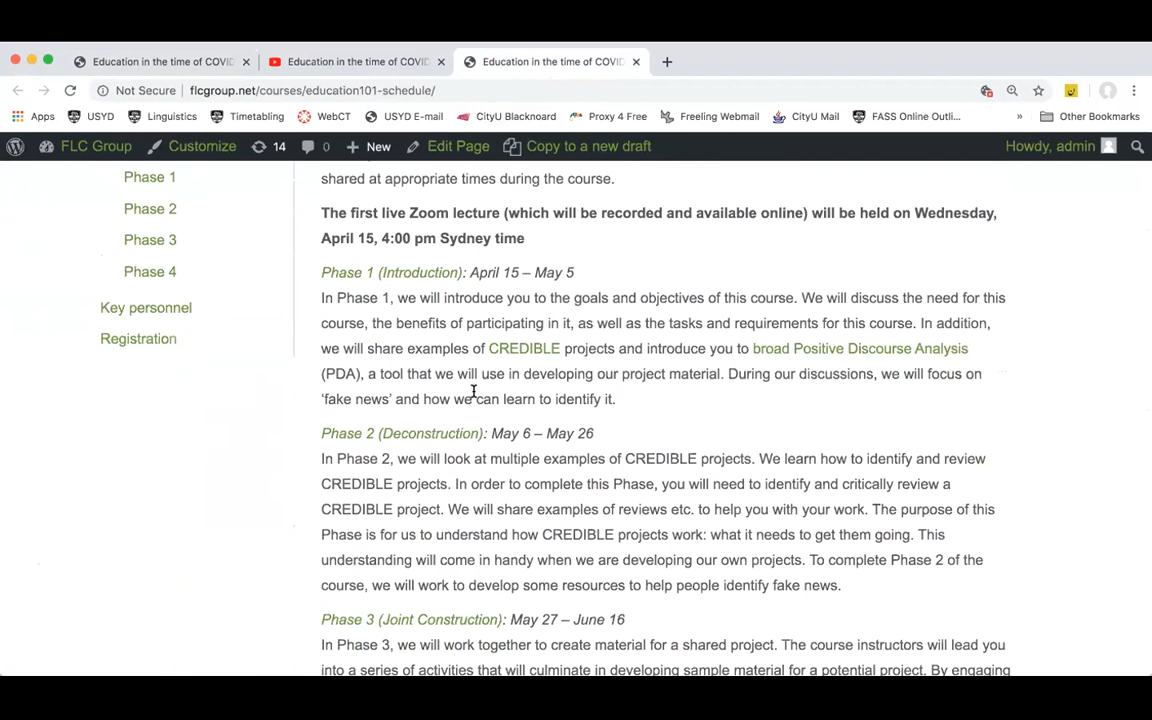 Education in the time of COVID
Education in the time of COVID
Education in the time of COVID
Not Secure | flcgroup.net/courses/education101-schedule/
Apps USYD Linguistics Timetabling WebCT USYD E-mail CityU Blacknoard Proxy 4 Free Freeling Webmail CityU Mail FASS Online Outli... » Other Bookmarks
FLC Group Customize 14 0 New Edit Page Copy to a new draft Howdy, admin
Phase 1
Phase 2
Phase 3
Phase 4
Key personnel
Registration
shared at appropriate times during the course.
The first live Zoom lecture (which will be recorded and available online) will be held on Wednesday,
April 15, 4:00 pm Sydney time
Phase 1 (Introduction): April 15 – May 5
In Phase 1, we will introduce you to the goals and objectives of this course. We will discuss the need for this
course, the benefits of participating in it, as well as the tasks and requirements for this course. In addition,
we will share examples of CREDIBLE projects and introduce you to broad Positive Discourse Analysis
(PDA), a tool that we will use in developing our project material. During our discussions, we will focus on
‘fake news’ and how we can learn to identify it.
Phase 2 (Deconstruction): May 6 – May 26
In Phase 2, we will look at multiple examples of CREDIBLE projects. We learn how to identify and review
CREDIBLE projects. In order to complete this Phase, you will need to identify and critically review a
CREDIBLE project. We will share examples of reviews etc. to help you with your work. The purpose of this
Phase is for us to understand how CREDIBLE projects work: what it needs to get them going. This
understanding will come in handy when we are developing our own projects. To complete Phase 2 of the
course, we will work to develop some resources to help people identify fake news.
Phase 3 (Joint Construction): May 27 – June 16
In Phase 3, we will work together to create material for a shared project. The course instructors will lead you
into a series of activities that will culminate in developing sample material for a potential project. By engaging